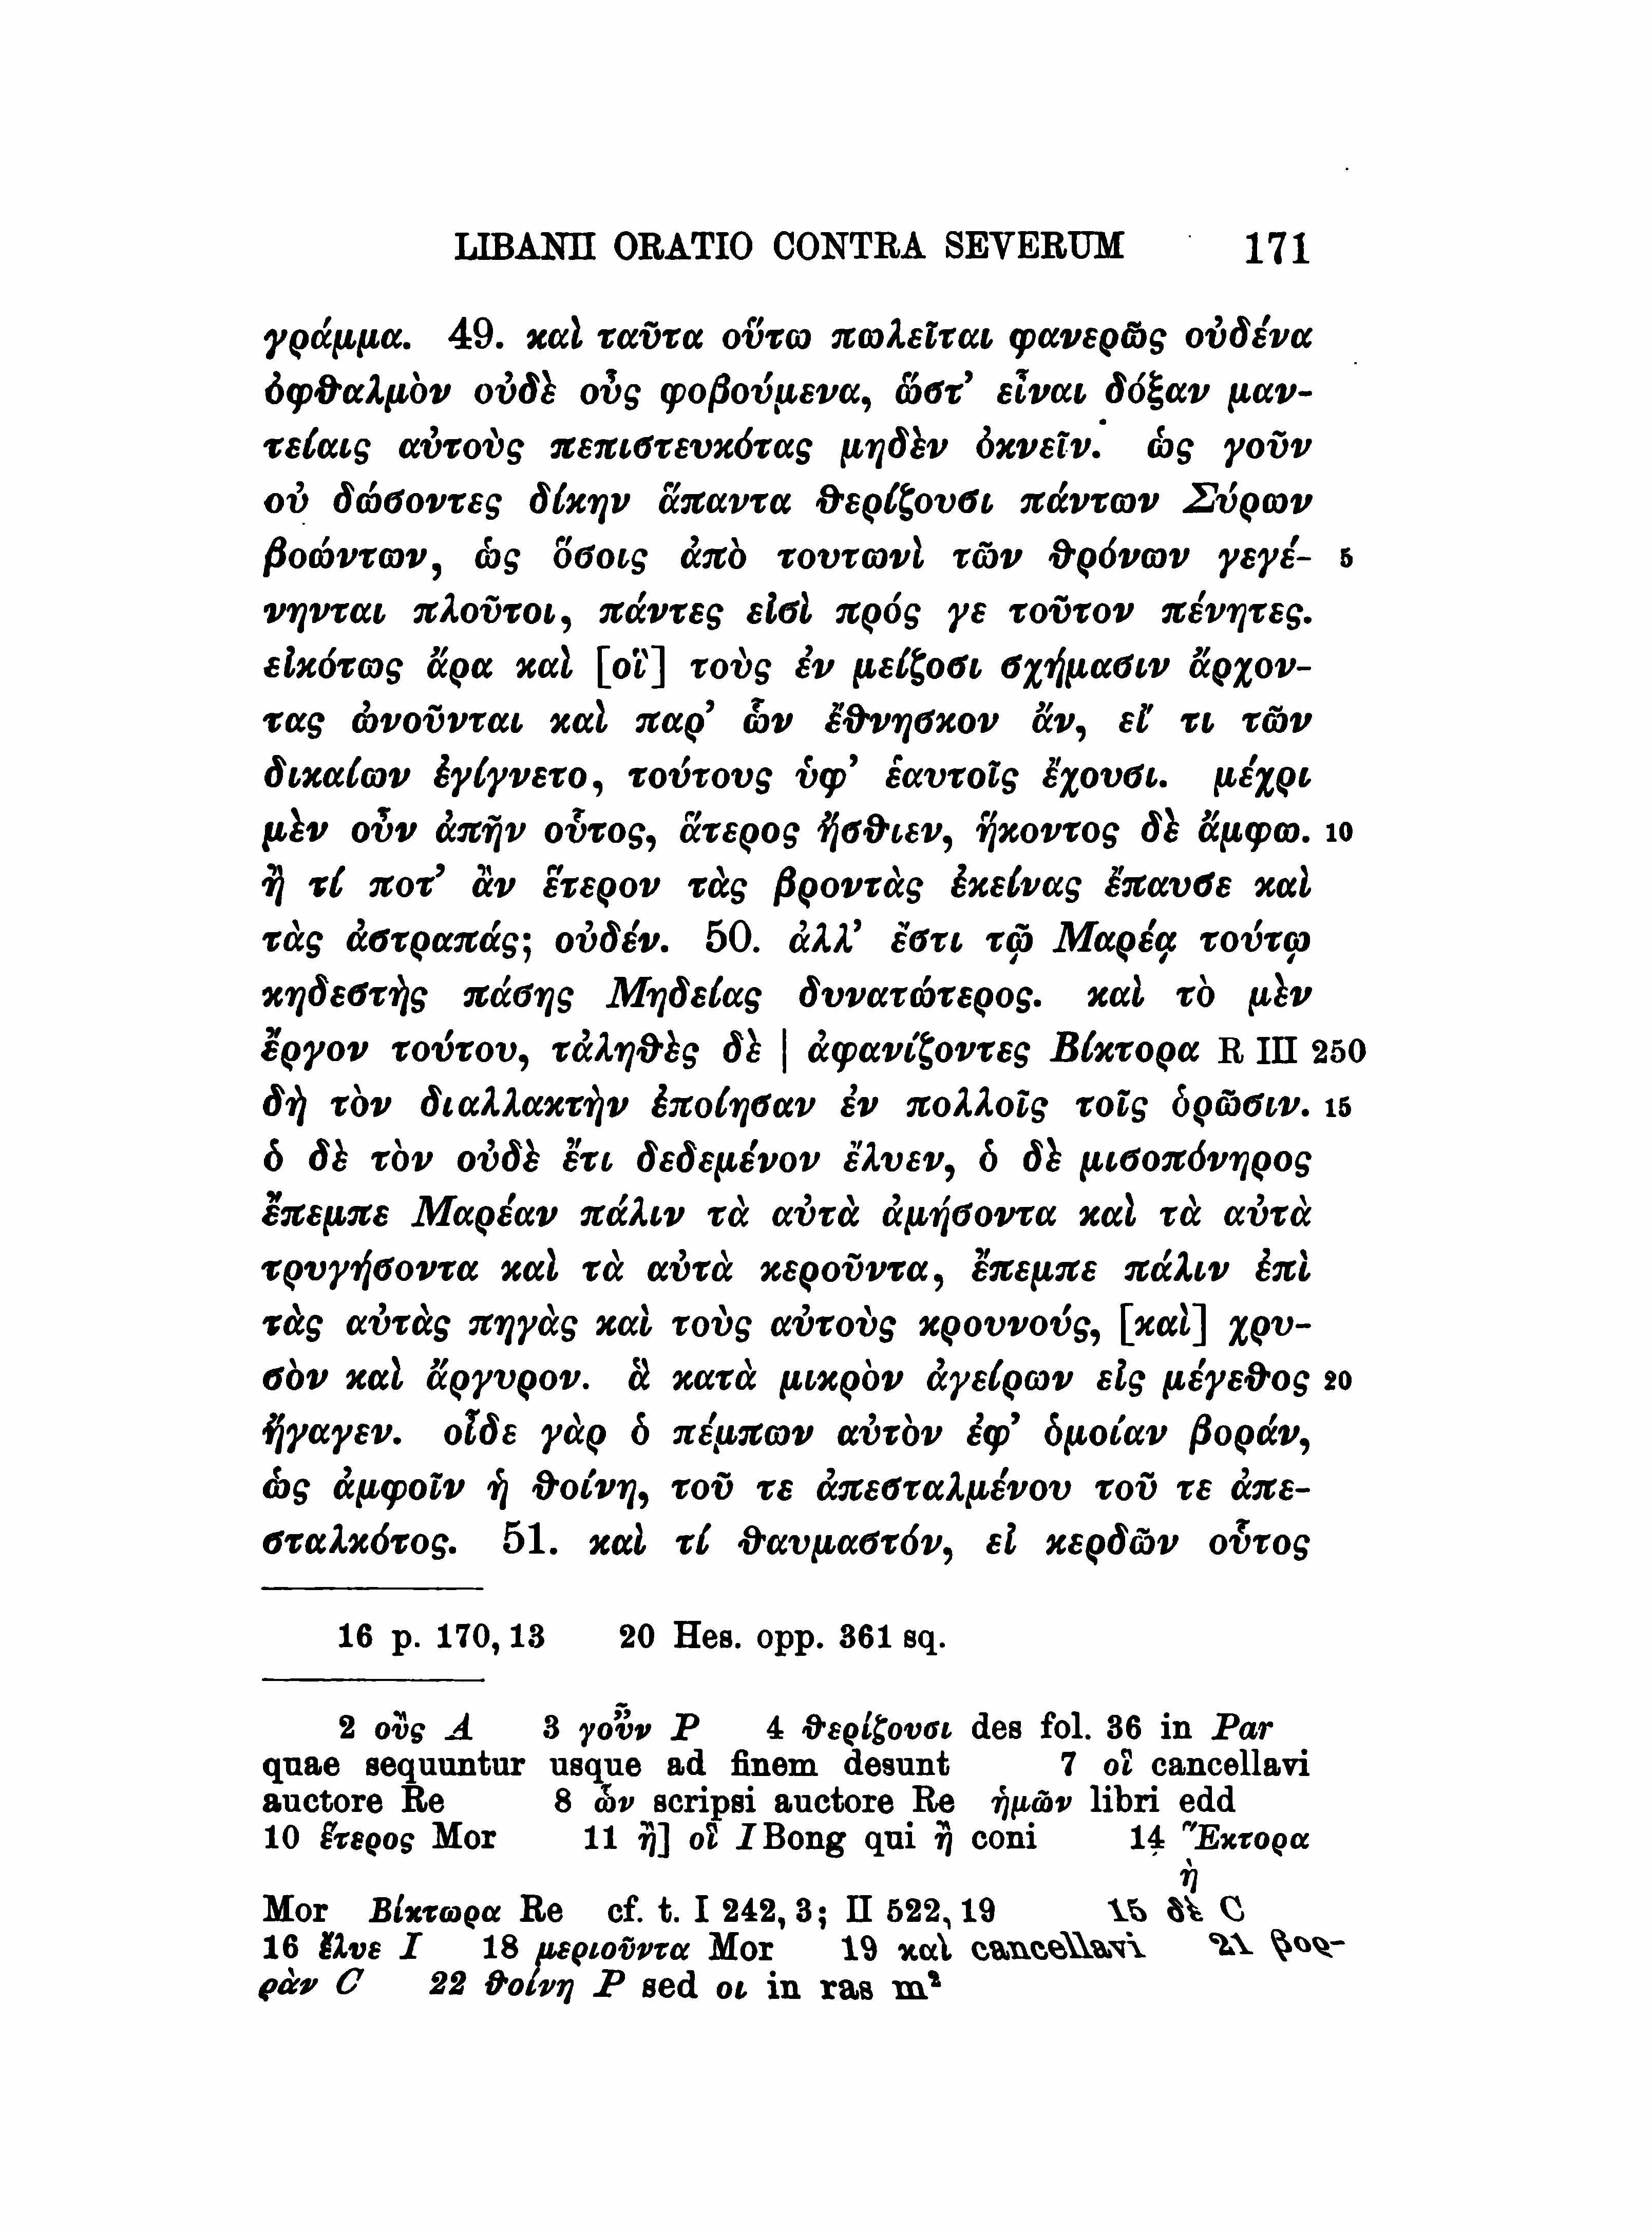 LIBANII ORATIO CONTRA SEVERUM 171
γράμμα. 49. καὶ ταῦτα οὕτω πωλεῖται φανερῶς οὐδένα
ὀφθαλμὸν οὐδὲ οὖς φοβούμενα, ὥστ’ εἶναι δόξαν μαν-
τείαις αὐτοὺς πεπιστευκότας μηδὲν ὀκνεῖν. ὡς γοῦν
οὐ δώσοντες δίκην ἅπαντα θερίζουσι πάντων Σύρων
βοώντων, ὡς ὅσοις ἀπὸ τουτωνὶ τῶν θρόνων γεγέ- 5
νηνται πλοῦτοι, πάντες εἰσὶ πρός γε τοῦτον πένητες.
εἰκότως ἄρα καὶ [οἳ] τοὺς ἐν μείζοσι σχήμασιν ἄρχον-
τας ὠνοῦνται καὶ παρ’ ὧν ἔθνησκον ἄν, εἴ τι τῶν
δικαίων ἐγίγνετο, τούτους ὑφ’ ἑαυτοῖς ἔχουσι. μέχρι
μὲν οὖν ἀπῆν οὗτος, ἅτερος ἤσθιεν, ἥκοντος δὲ ἄμφω. 10
ἢ τί ποτ’ ἂν ἕτερον τὰς βροντὰς ἐκείνας ἔπαυσε καὶ
τὰς ἀστραπάς; οὐδέν. 50. ἀλλ’ ἔστι τῷ Μαρέᾳ τούτῳ
κηδεστὴς πάσης Μηδείας δυνατώτερος. καὶ τὸ μὲν
ἔργον τούτου, τἀληθὲς δὲ | ἀφανίζοντες Βίκτορα R III 250
δὴ τὸν διαλλακτὴν ἐποίησαν ἐν πολλοῖς τοῖς ὁρῶσιν. 15
ὁ δὲ τὸν οὐδὲ ἔτι δεδεμένον ἔλυεν, ὁ δὲ μισοπόνηρος
ἔπεμπε Μαρέαν πάλιν τὰ αὐτὰ ἀμήσοντα καὶ τὰ αὐτὰ
τρυγήσοντα καὶ τὰ αὐτὰ κεροῦντα, ἔπεμπε πάλιν ἐπὶ
τὰς αὐτὰς πηγὰς καὶ τοὺς αὐτοὺς κρουνούς, [καὶ] χρυ-
σὸν καὶ ἄργυρον. ἃ κατὰ μικρὸν ἀγείρων εἰς μέγεθος 20
ἤγαγεν. οἶδε γὰρ ὁ πέμπων αὐτὸν ἐφ’ ὁμοίαν βοράν,
ὡς ἀμφοῖν ἡ θοίνη, τοῦ τε ἀπεσταλμένου τοῦ τε ἀπε-
σταλκότος. 51. καὶ τί θαυμαστόν, εἰ κερδῶν οὗτος
16 p. 170, 13 20 Hes. opp. 361 sq.
2 οὓς A 3 γοὖν P 4 θερίζουσι des fol. 36 in Par
quae sequuntur usque ad finem desunt 7 οἳ cancellavi
auctore Re 8 ὧν scripsi auctore Re ἡμῶν libri edd
10 ἕτερος Mor 11 ἢ] οἳ I Bong qui ἢ coni 14 Ἕκτορα
ὴ
Mor Βίκτωρα Re cf. t. I 242, 3; II 522, 19 15 δὲ C
16 ἔλυε I 18 μεριοῦντα Mor 19 καὶ cancellavi 21 βορ-
ρὰν C 22 θοίνη P sed οι in ras m²